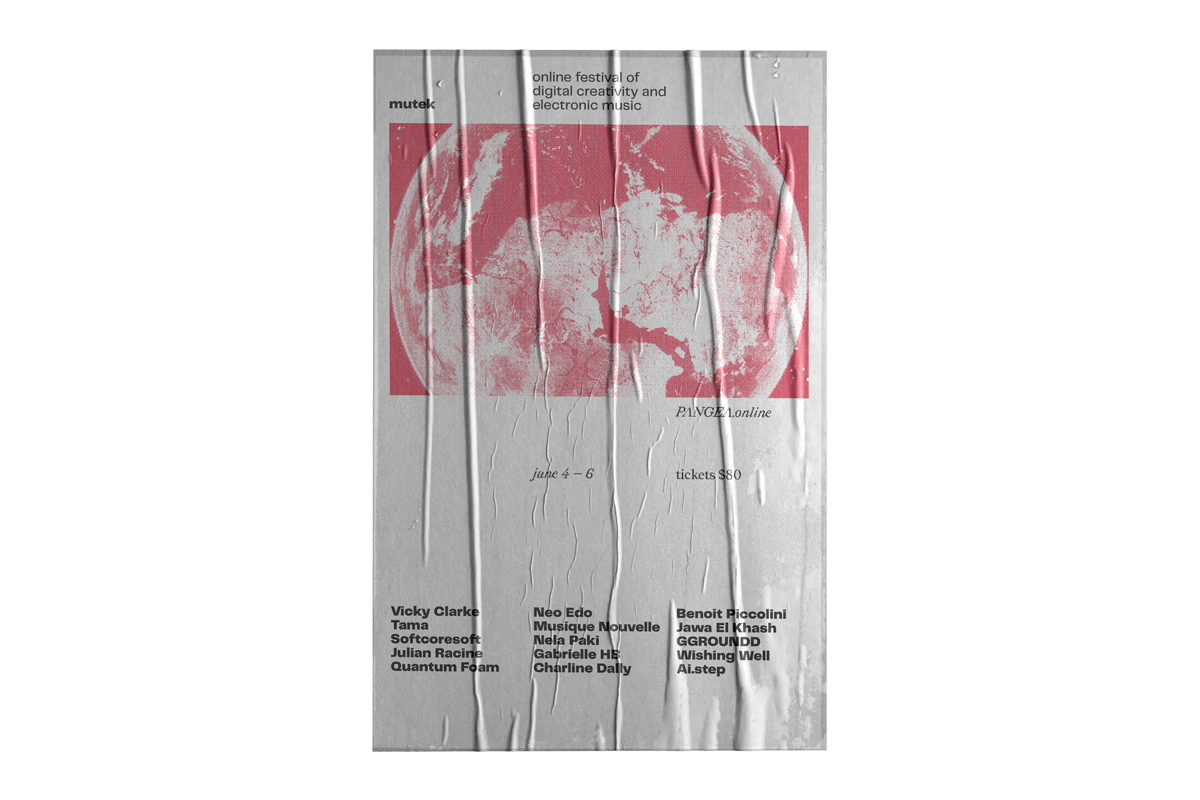 mutek
online festival of
digital creativity and
electronic music
PΛNGEΛ.online
june 4 – 6
tickets $80
Vicky Clarke
Tama
Softcoresoft
Julian Racine
Quantum Foam
Neo Edo
Musique Nouvelle
Nela Paki
Gabrielle HB
Charline Dally
Benoit Piccolini
Jawa El Khash
GGROUNDD
Wishing Well
Ai.step